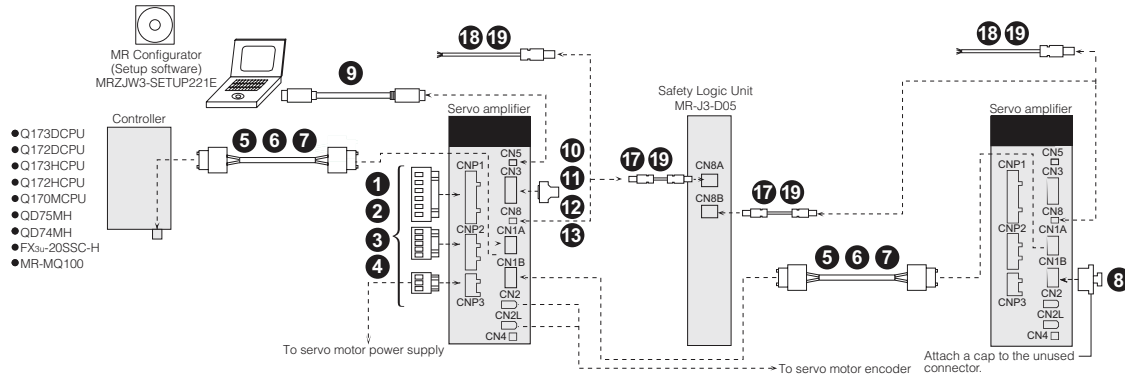 MR Configurator
(Setup software)
MRZJW3-SETUP221E
9
18 19
18 19
Controller
Servo amplifier
Safety Logic Unit
MR-J3-D05
Servo amplifier
●Q173DCPU
●Q172DCPU
●Q173HCPU
●Q172HCPU
●Q170MCPU
●QD75MH
●QD74MH
●FX3U-20SSC-H
●MR-MQ100
5 6 7
1
2
3
4
CNP1
CNP2
CNP3
CN5
CN3
CN8
CN1A
CN1B
CN2
CN2L
CN4
10
11
12
13
17 19
CN8A
CN8B
17 19
5 6 7
CNP1
CNP2
CNP3
CN5
CN3
CN8
CN1A
CN1B
CN2
CN2L
CN4
8
To servo motor power supply
To servo motor encoder
Attach a cap to the unused
connector.